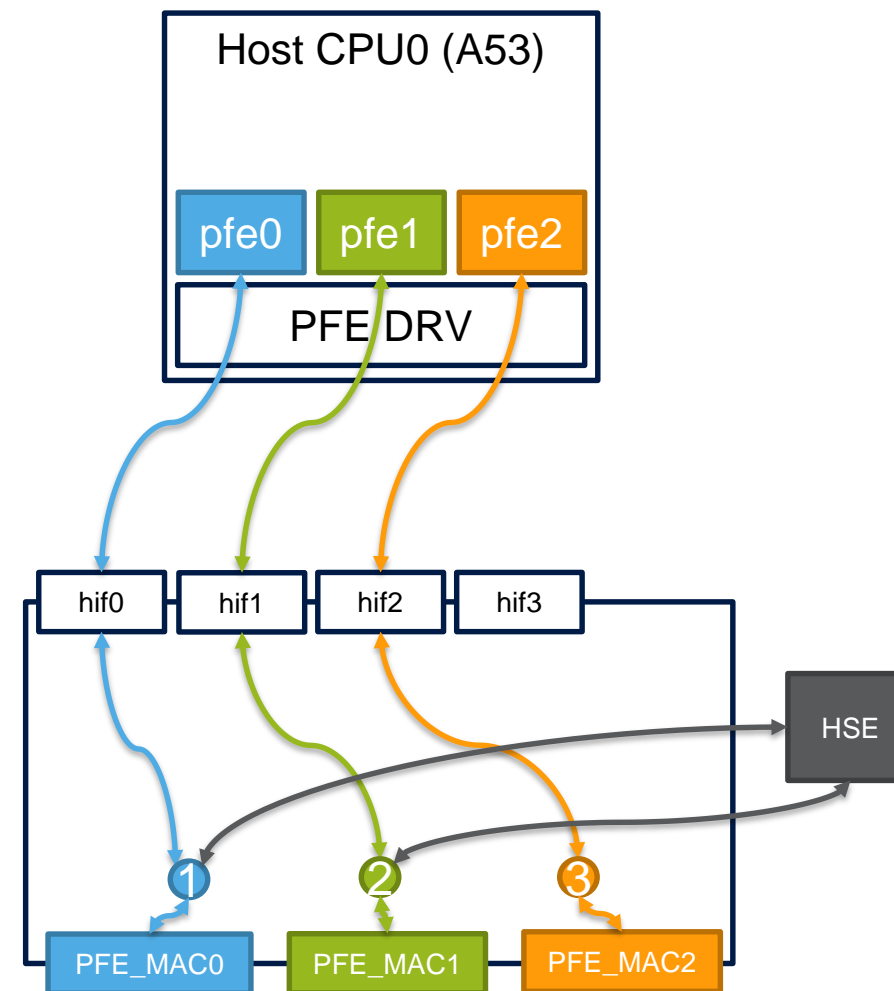 Host CPU0 (A53)
pfe0
pfe1
pfe2
PFE DRV
hif0
hif1
hif2
hif3
HSE
1
2
3
PFE_MAC0
PFE_MAC1
PFE_MAC2